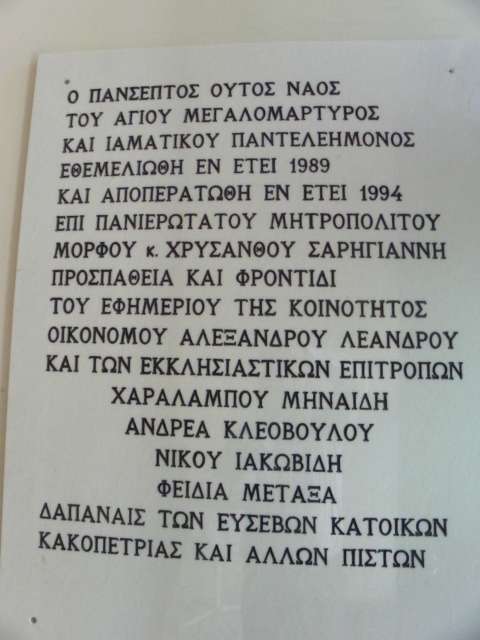 Ο ΠΑΝΣΕΠΤΟΣ ΟΥΤΟΣ ΝΑΟΣ
ΤΟΥ ΑΓΙΟΥ ΜΕΓΑΛΟΜΑΡΤΥΡΟΣ
ΚΑΙ ΙΑΜΑΤΙΚΟΥ ΠΑΝΤΕΛΕΗΜΟΝΟΣ
ΕΘΕΜΕΛΙΩΘΗ ΕΝ ΕΤΕΙ 1989
ΚΑΙ ΑΠΟΠΕΡΑΤΩΘΗ ΕΝ ΕΤΕΙ 1994
ΕΠΙ ΠΑΝΙΕΡΩΤΑΤΟΥ ΜΗΤΡΟΠΟΛΙΤΟΥ
ΜΟΡΦΟΥ κ. ΧΡΥΣΑΝΘΟΥ ΣΑΡΗΓΙΑΝΝΗ
ΠΡΟΣΠΑΘΕΙΑ ΚΑΙ ΦΡΟΝΤΙΔΙ
ΤΟΥ ΕΦΗΜΕΡΙΟΥ ΤΗΣ ΚΟΙΝΟΤΗΤΟΣ
ΟΙΚΟΝΟΜΟΥ ΑΛΕΞΑΝΔΡΟΥ ΛΕΑΝΔΡΟΥ
ΚΑΙ ΤΩΝ ΕΚΚΛΗΣΙΑΣΤΙΚΩΝ ΕΠΙΤΡΟΠΩΝ
ΧΑΡΑΛΑΜΠΟΥ ΜΗΝΑΙΔΗ
ΑΝΔΡΕΑ ΚΛΕΟΒΟΥΛΟΥ
ΝΙΚΟΥ ΙΑΚΩΒΙΔΗ
ΦΕΙΔΙΑ ΜΕΤΑΞΑ
ΔΑΠΑΝΑΙΣ ΤΩΝ ΕΥΣΕΒΩΝ ΚΑΤΟΙΚΩΝ
ΚΑΚΟΠΕΤΡΙΑΣ ΚΑΙ ΑΛΛΩΝ ΠΙΣΤΩΝ